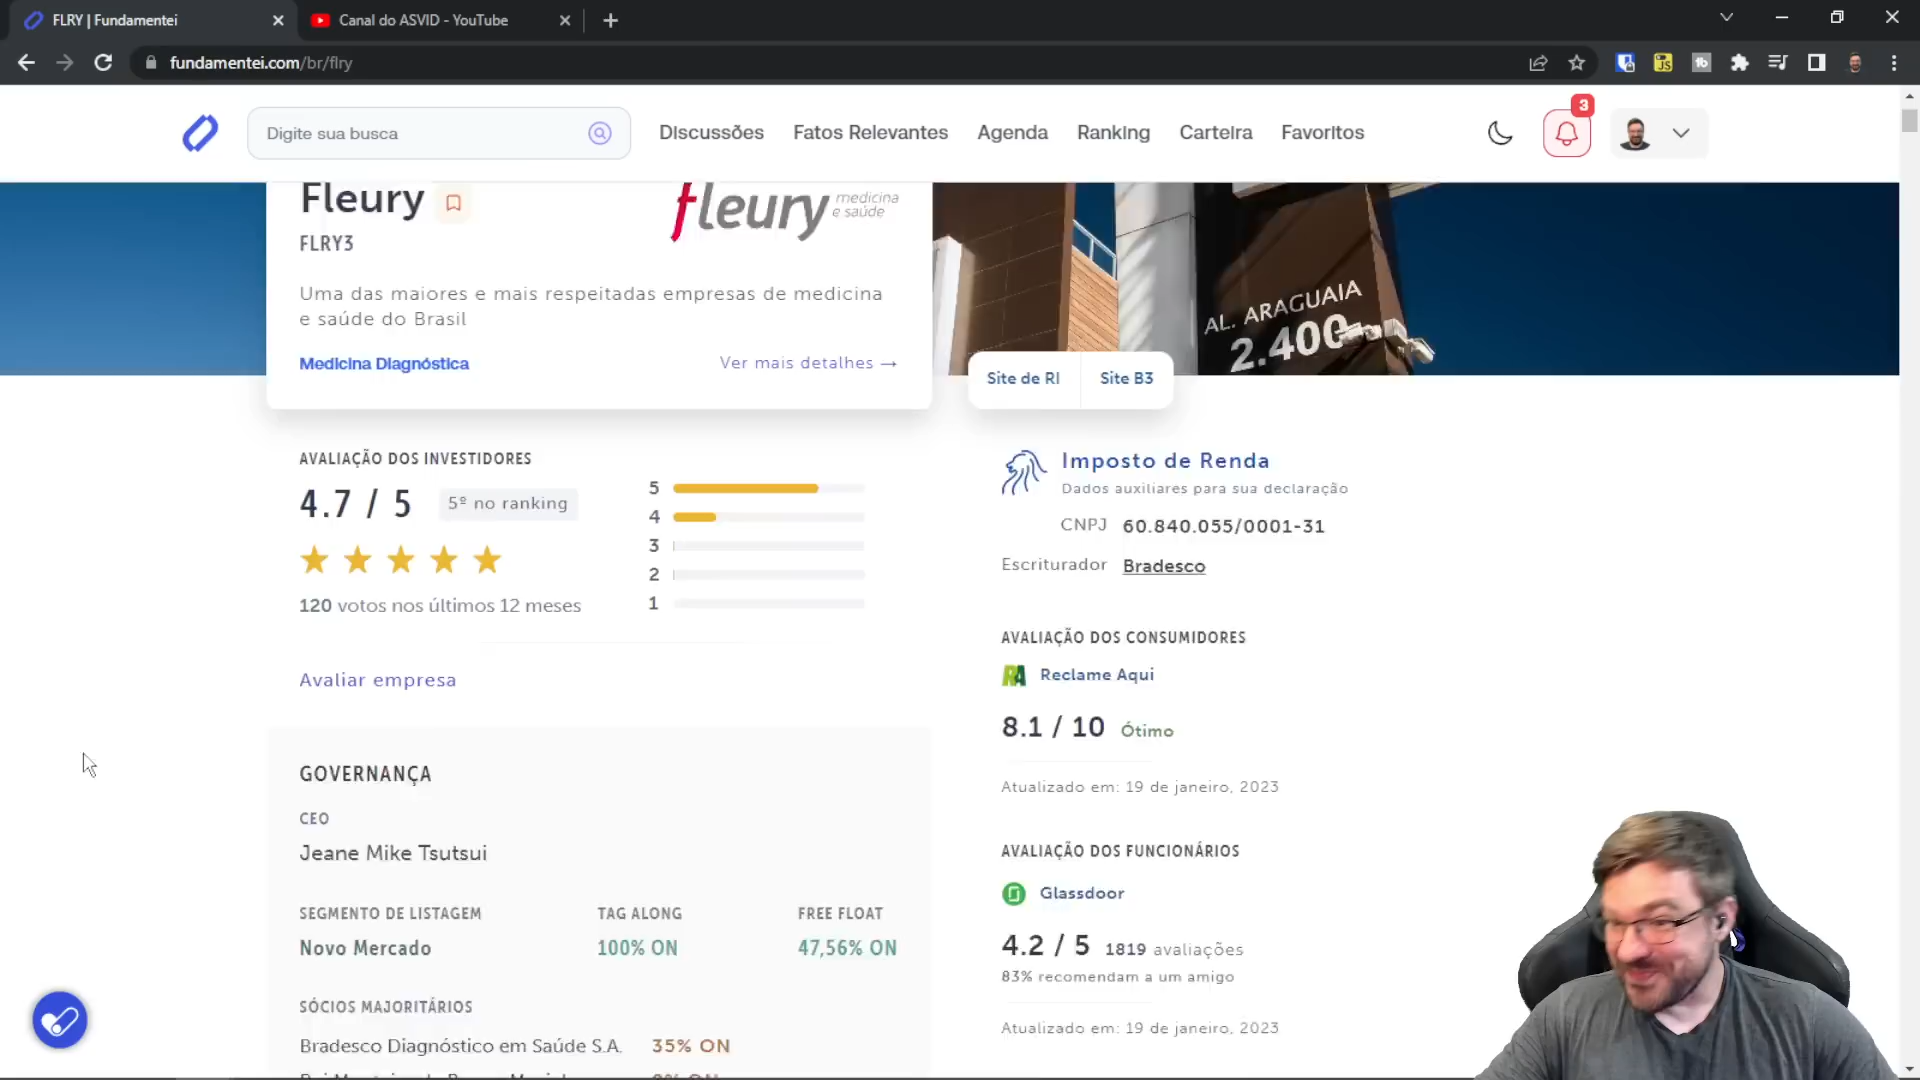 FLRY | Fundamentei
Canal do ASVID - YouTube
fundamentei.com/br/flry
Digite sua busca
Discussões
Fatos Relevantes
Agenda
Ranking
Carteira
Favoritos
3
Fleury
FLRY3
fleury medicina
e saúde
Uma das maiores e mais respeitadas empresas de medicina
e saúde do Brasil
Medicina Diagnóstica
Ver mais detalhes →
AL. ARAGUAIA
2.400
Site de RI
Site B3
AVALIAÇÃO DOS INVESTIDORES
4.7 / 5
5º no ranking
120 votos nos últimos 12 meses
5
4
3
2
1
Avaliar empresa
GOVERNANÇA
CEO
Jeane Mike Tsutsui
SEGMENTO DE LISTAGEM
Novo Mercado
TAG ALONG
100% ON
FREE FLOAT
47,56% ON
SÓCIOS MAJORITÁRIOS
Bradesco Diagnóstico em Saúde S.A. 35% ON
Imposto de Renda
Dados auxiliares para sua declaração
CNPJ 60.840.055/0001-31
Escriturador Bradesco
AVALIAÇÃO DOS CONSUMIDORES
RA Reclame Aqui
8.1 / 10 Ótimo
Atualizado em: 19 de janeiro, 2023
AVALIAÇÃO DOS FUNCIONÁRIOS
Glassdoor
4.2 / 5 1819 avaliações
83% recomendam a um amigo
Atualizado em: 19 de janeiro, 2023